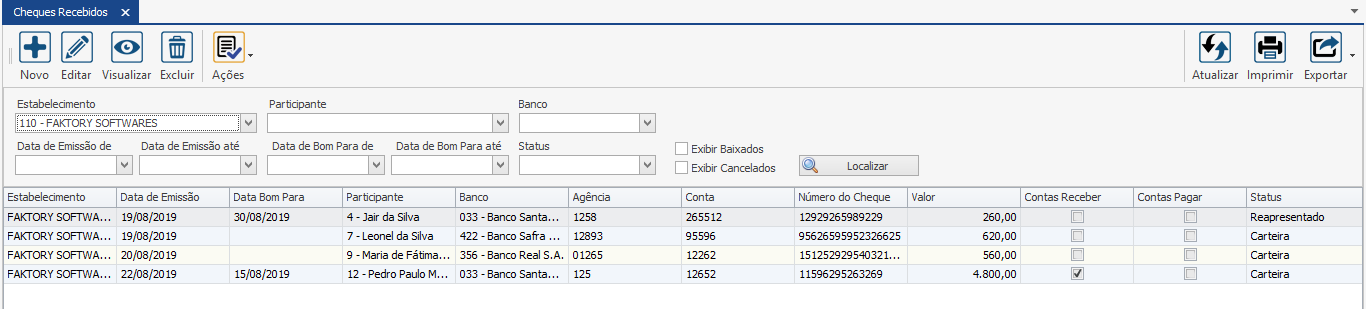 Cheques Recebidos
Novo Editar Visualizar Excluir Ações Atualizar Imprimir Exportar
Estabelecimento Participante Banco
110 - FAKTORY SOFTWARES
Data de Emissão de Data de Emissão até Data de Bom Para de Data de Bom Para até Status Exibir Baixados
Exibir Cancelados Localizar
Estabelecimento Data de Emissão Data Bom Para Participante Banco Agência Conta Número do Cheque Valor Contas Receber Contas Pagar Status
FAKTORY SOFTWA... 19/08/2019 30/08/2019 4 - Jair da Silva 033 - Banco Santa... 1258 265512 12929265989229 260,00 Reapresentado
FAKTORY SOFTWA... 19/08/2019 7 - Leonel da Silva 422 - Banco Safra ... 12893 95596 95626595952326625 620,00 Carteira
FAKTORY SOFTWA... 20/08/2019 9 - Maria de Fátima... 356 - Banco Real S.A. 01265 12262 151252929540321... 560,00 Carteira
FAKTORY SOFTWA... 22/08/2019 15/08/2019 12 - Pedro Paulo M... 033 - Banco Santa... 125 12652 11596295263269 4.800,00 Carteira